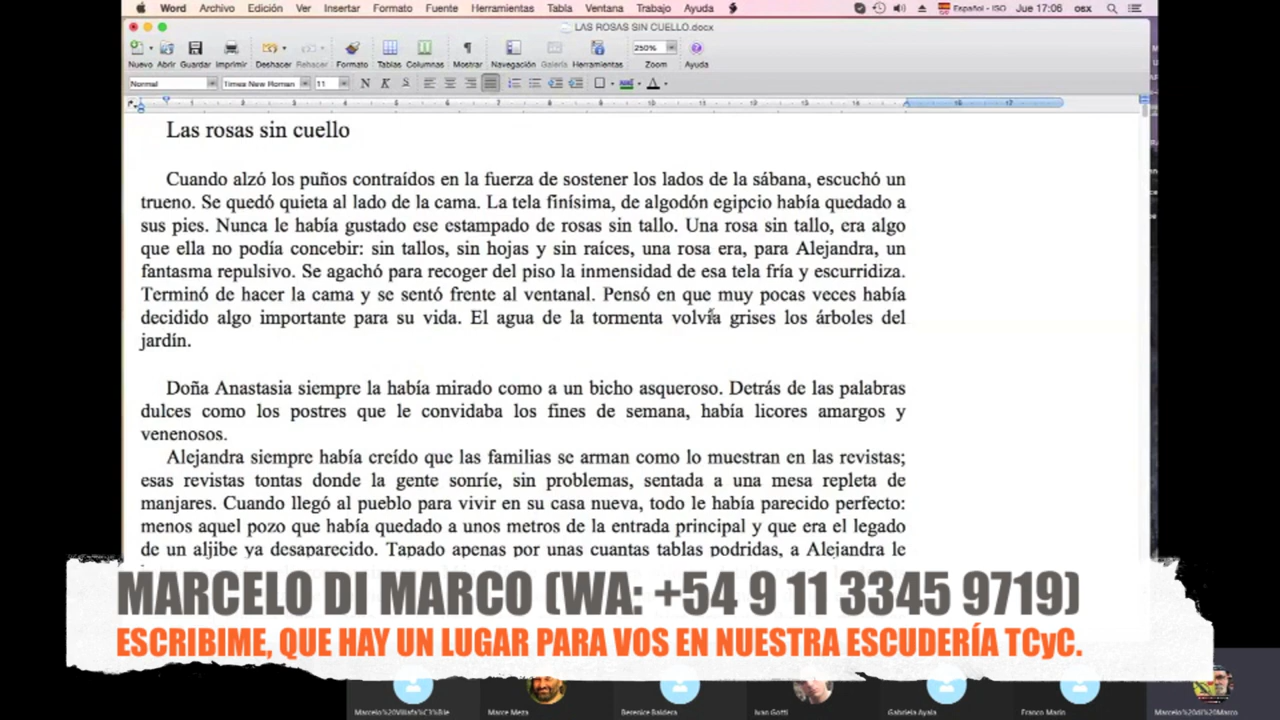 Word Archivo Edición Ver Insertar Formato Fuente Herramientas Tabla Ventana Trabajo Ayuda Español - ISO Jue 17:06 osx
LAS ROSAS SIN CUELLO.docx
Nuevo Abrir Guardar Imprimir Deshacer Rehacer Formato Tablas Columnas Mostrar Navegación Galería Herramientas Zoom Ayuda
250%
Normal Times New Roman 11 N K S
Las rosas sin cuello
Cuando alzó los puños contraídos en la fuerza de sostener los lados de la sábana, escuchó un
trueno. Se quedó quieta al lado de la cama. La tela finísima, de algodón egipcio había quedado a
sus pies. Nunca le había gustado ese estampado de rosas sin tallo. Una rosa sin tallo, era algo
que ella no podía concebir: sin tallos, sin hojas y sin raíces, una rosa era, para Alejandra, un
fantasma repulsivo. Se agachó para recoger del piso la inmensidad de esa tela fría y escurridiza.
Terminó de hacer la cama y se sentó frente al ventanal. Pensó en que muy pocas veces había
decidido algo importante para su vida. El agua de la tormenta volvía grises los árboles del
jardín.
Doña Anastasia siempre la había mirado como a un bicho asqueroso. Detrás de las palabras
dulces como los postres que le convidaba los fines de semana, había licores amargos y
venenosos.
Alejandra siempre había creído que las familias se arman como lo muestran en las revistas;
esas revistas tontas donde la gente sonríe, sin problemas, sentada a una mesa repleta de
manjares. Cuando llegó al pueblo para vivir en su casa nueva, todo le había parecido perfecto:
menos aquel pozo que había quedado a unos metros de la entrada principal y que era el legado
de un aljibe ya desaparecido. Tapado apenas por unas cuantas tablas podridas, a Alejandra le
MARCELO DI MARCO (WA: +54 9 11 3345 9719)
ESCRIBIME, QUE HAY UN LUGAR PARA VOS EN NUESTRA ESCUDERÍA TCyC.
Marce Meza Berenice Baldera Ivan Gotti Gabriela Ayala Franco Marin